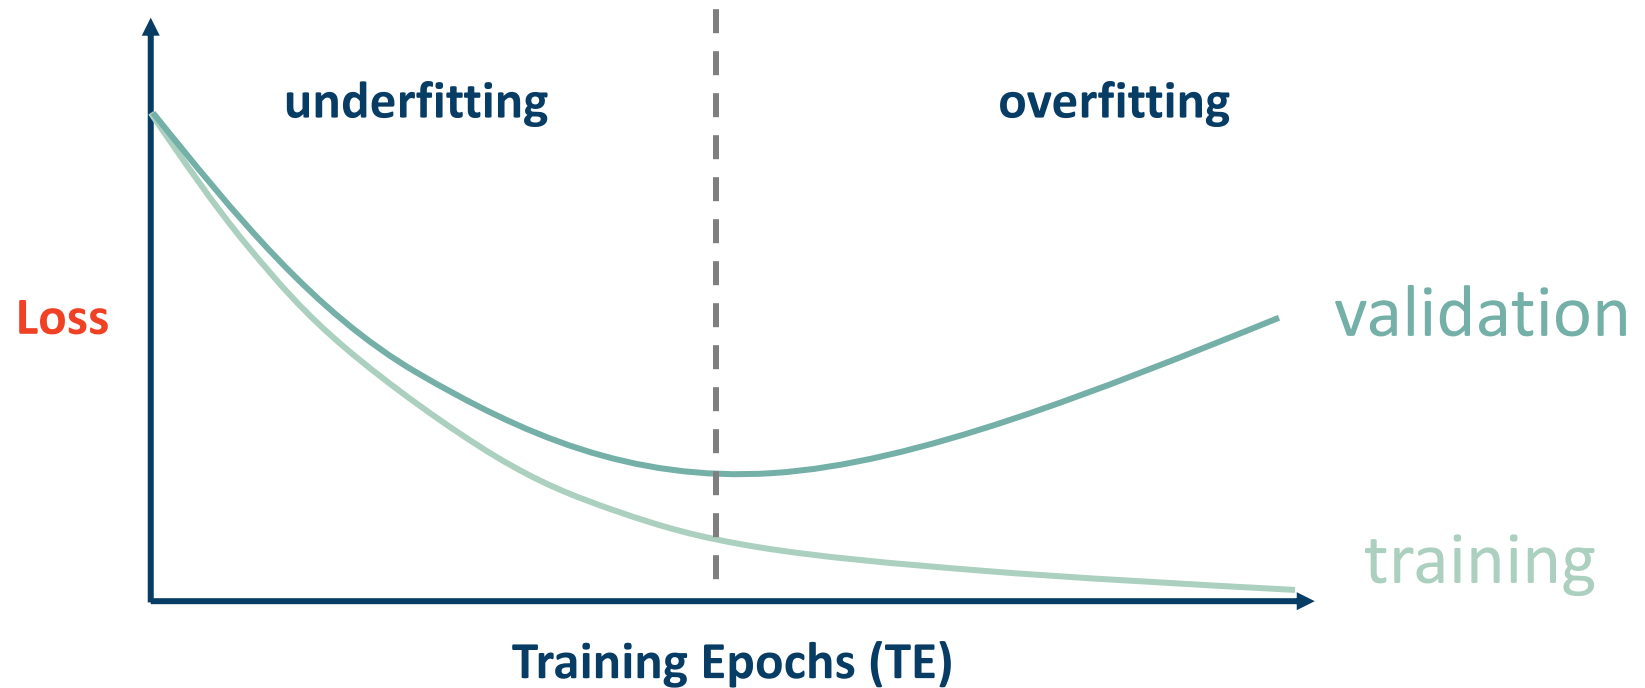 underfitting
overfitting
Loss
validation
training
Training Epochs (TE)